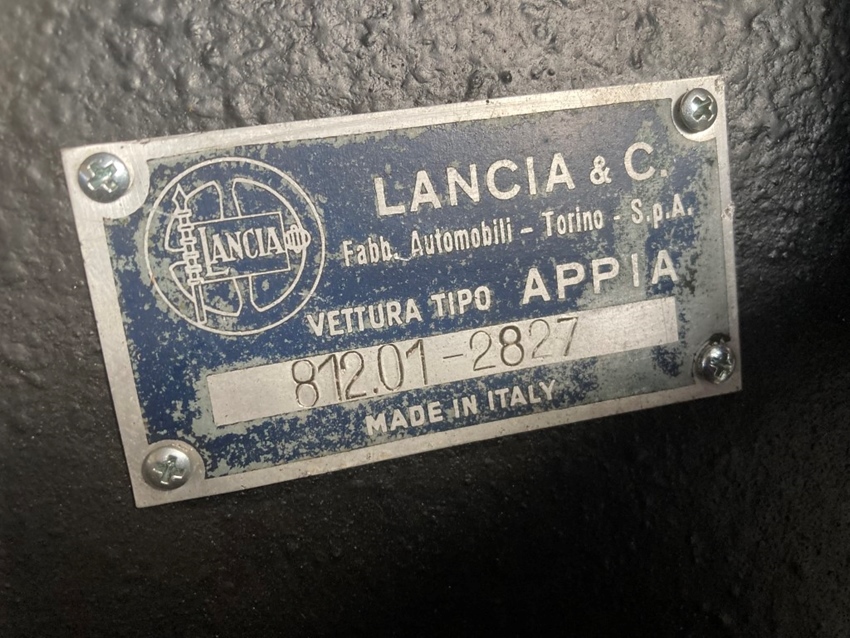 LANCIA
LANCIA & C.
Fabb. Automobili - Torino - S.p.A.
VETTURA TIPO APPIA
812.01-2827
MADE IN ITALY